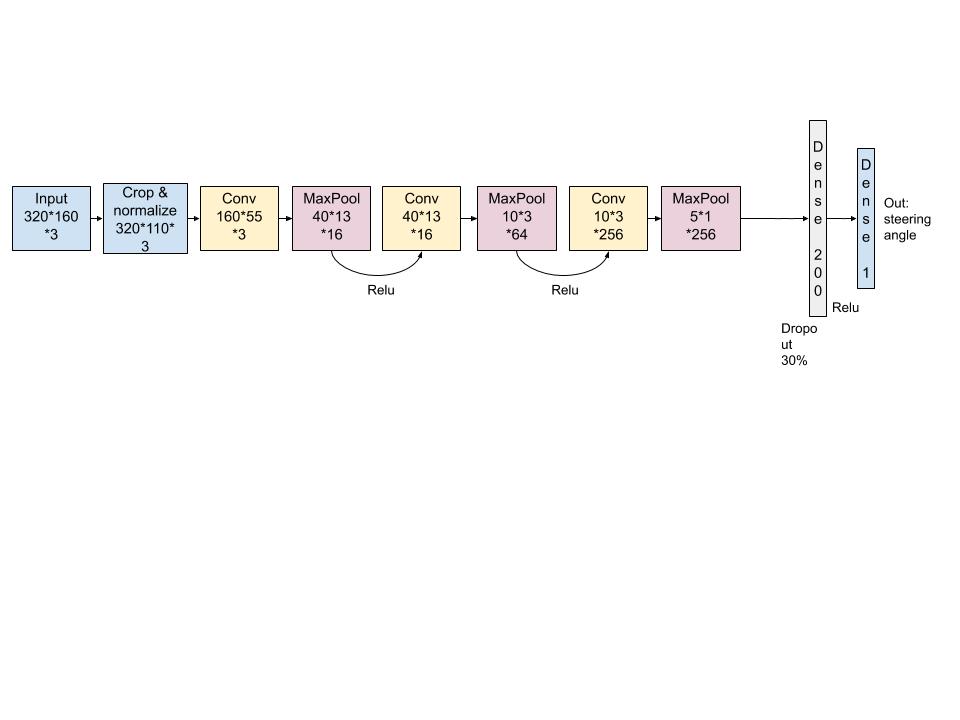 Input
320*160
*3
Crop &
normalize
320*110*
3
Conv
160*55
*3
MaxPool
40*13
*16
Conv
40*13
*16
MaxPool
10*3
*64
Conv
10*3
*256
MaxPool
5*1
*256
Relu
Relu
Dense 200
Dropo
ut
30%
Relu
Dense 1
Out:
steering
angle